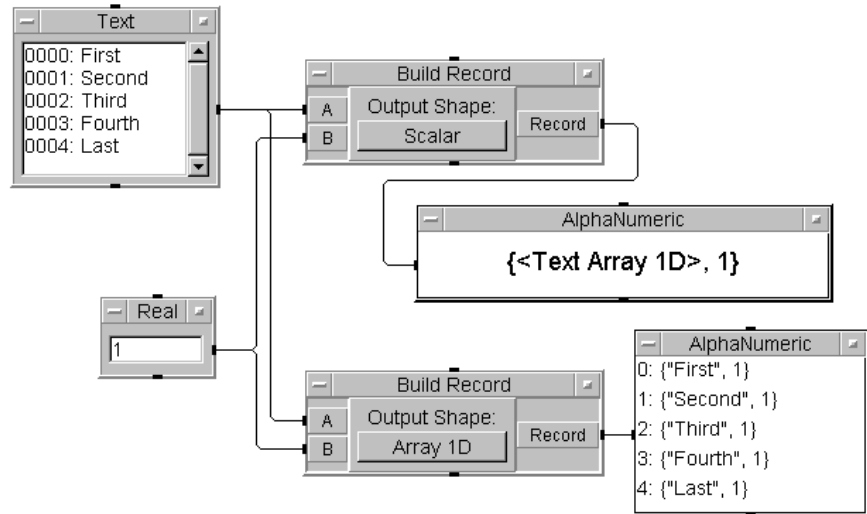 Text
0000: First
0001: Second
0002: Third
0003: Fourth
0004: Last
Build Record
A
B
Output Shape:
Scalar
Record
AlphaNumeric
{<Text Array 1D>, 1}
Real
1
Build Record
A
B
Output Shape:
Array 1D
Record
AlphaNumeric
0: {"First", 1}
1: {"Second", 1}
2: {"Third", 1}
3: {"Fourth", 1}
4: {"Last", 1}